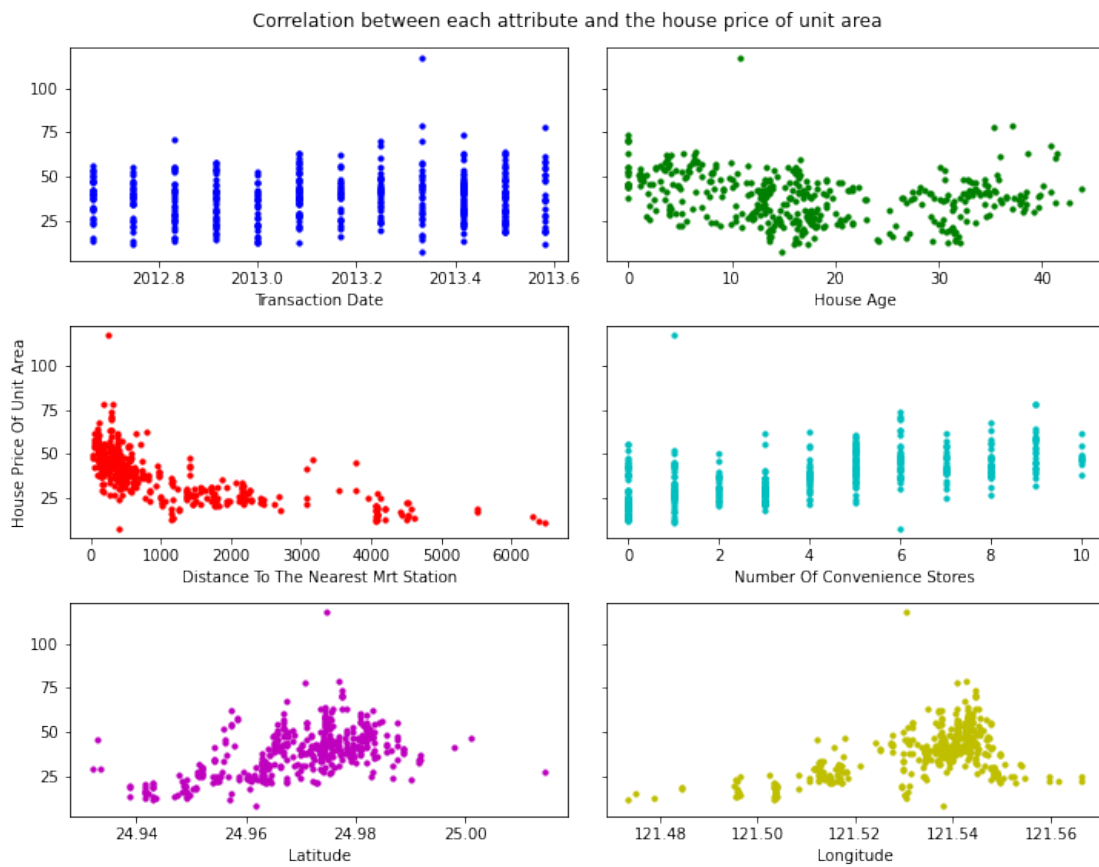 Correlation between each attribute and the house price of unit area
100
75
50
25
2012.8 2013.0 2013.2 2013.4 2013.6
Transaction Date
0 10 20 30 40
House Age
House Price Of Unit Area
100
75
50
25
0 1000 2000 3000 4000 5000 6000
Distance To The Nearest Mrt Station
0 2 4 6 8 10
Number Of Convenience Stores
100
75
50
25
24.94 24.96 24.98 25.00
Latitude
121.48 121.50 121.52 121.54 121.56
Longitude